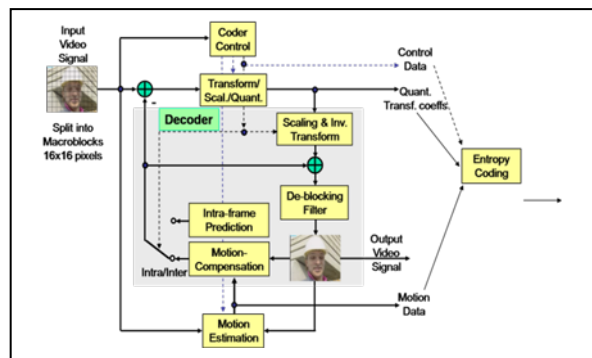 Input
Video
Signal
Coder
Control
Control
Data
Transform/
Scal./Quant.
-
Quant.
Transf. coeffs
Split into
Macroblocks
16x16 pixels
Decoder
Scaling & Inv.
Transform
Entropy
Coding
De-blocking
Filter
Intra-frame
Prediction
Output
Video
Signal
Motion-
Compensation
Intra/Inter
Motion
Data
Motion
Estimation